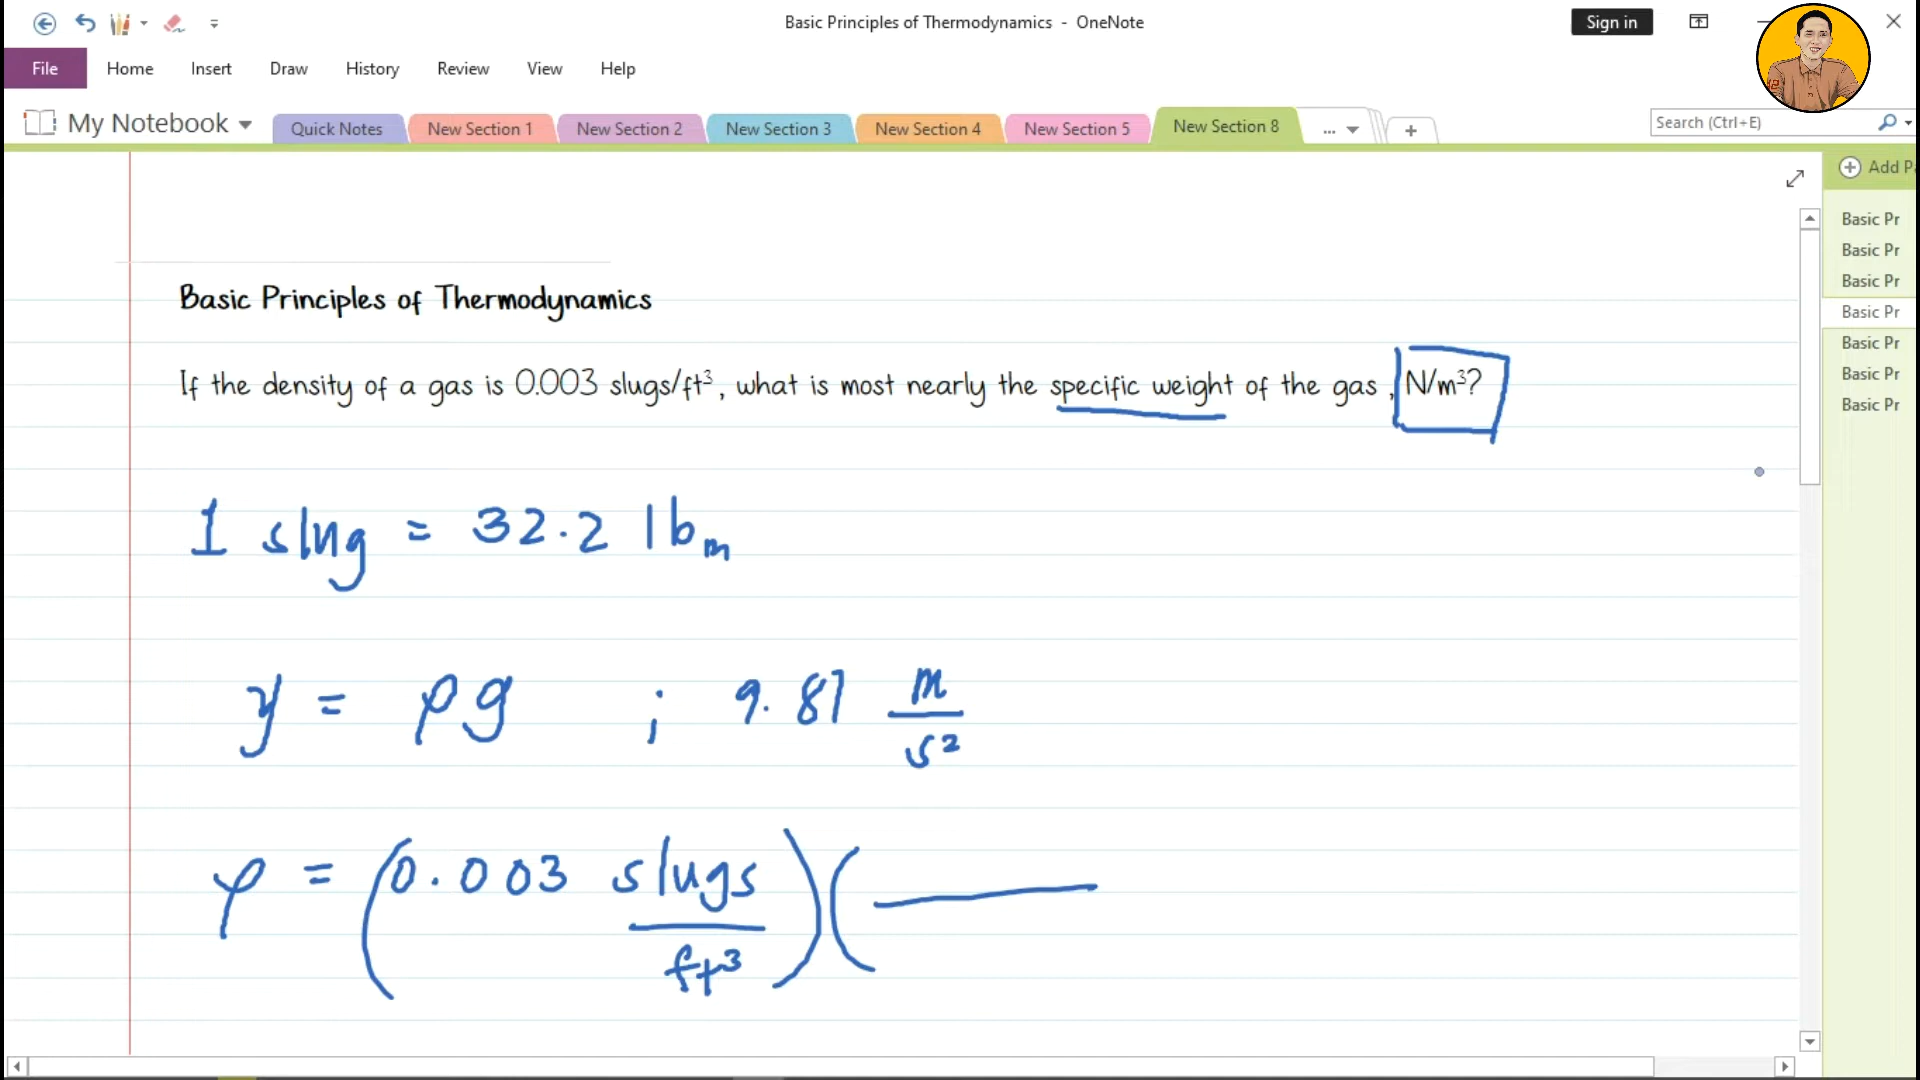 Basic Principles of Thermodynamics - OneNote
Sign in
File Home Insert Draw History Review View Help
My Notebook
Quick Notes New Section 1 New Section 2 New Section 3 New Section 4 New Section 5 New Section 8 ... +
Search (Ctrl+E)
Add P
Basic Pr
Basic Pr
Basic Pr
Basic Pr
Basic Pr
Basic Pr
Basic Pr
Basic Principles of Thermodynamics
If the density of a gas is 0.003 slugs/ft³, what is most nearly the specific weight of the gas, N/m³?
1 slug = 32.2 lbm
γ = ρg ; 9.81 m/s²
ρ = (0.003 slugs/ft³)(